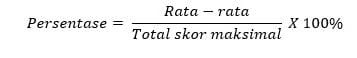 Persentase = Rata − rata / Total skor maksimal X 100%